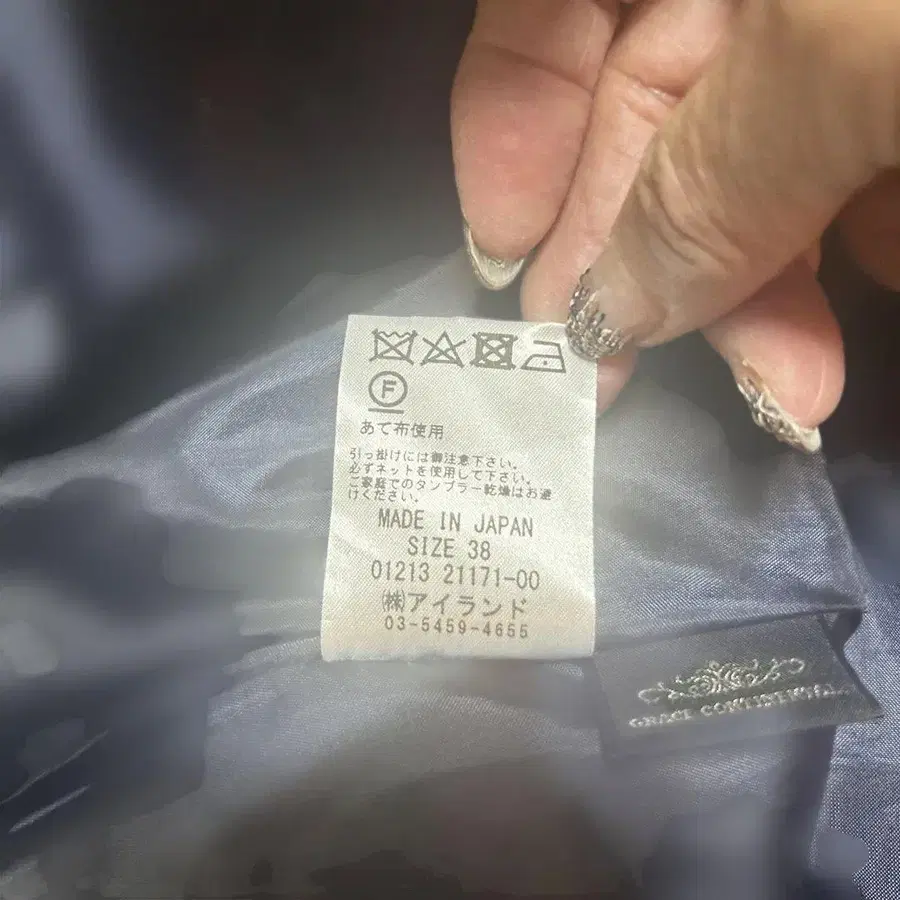 F
あて布使用
引っ掛けには御注意下さい。
必ずネットを使用して下さい。
ご家庭でのタンブラー乾燥はお避
けください。
MADE IN JAPAN
SIZE 38
01213 21171-00
㈱アイランド
03-5459-4655
GRACE CONTINENTAL